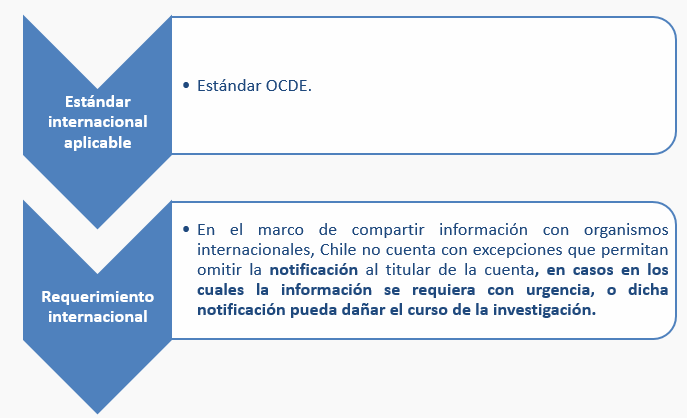 Estándar
internacional
aplicable
• Estándar OCDE.
Requerimiento
internacional
• En el marco de compartir información con organismos
internacionales, Chile no cuenta con excepciones que permitan
omitir la notificación al titular de la cuenta, en casos en los
cuales la información se requiera con urgencia, o dicha
notificación pueda dañar el curso de la investigación.